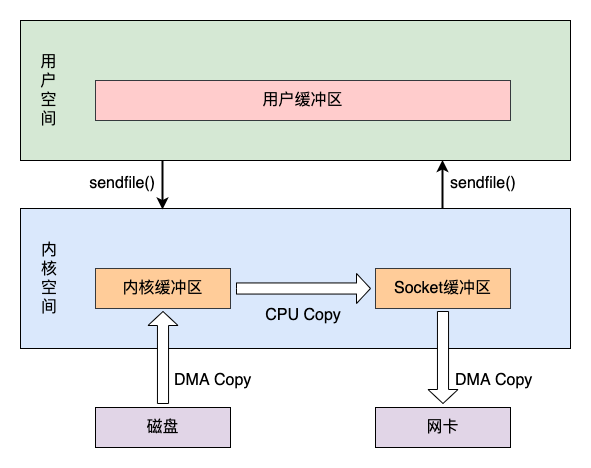 用户空间
用户缓冲区
sendfile()
sendfile()
内核空间
内核缓冲区
CPU Copy
Socket缓冲区
DMA Copy
DMA Copy
磁盘
网卡